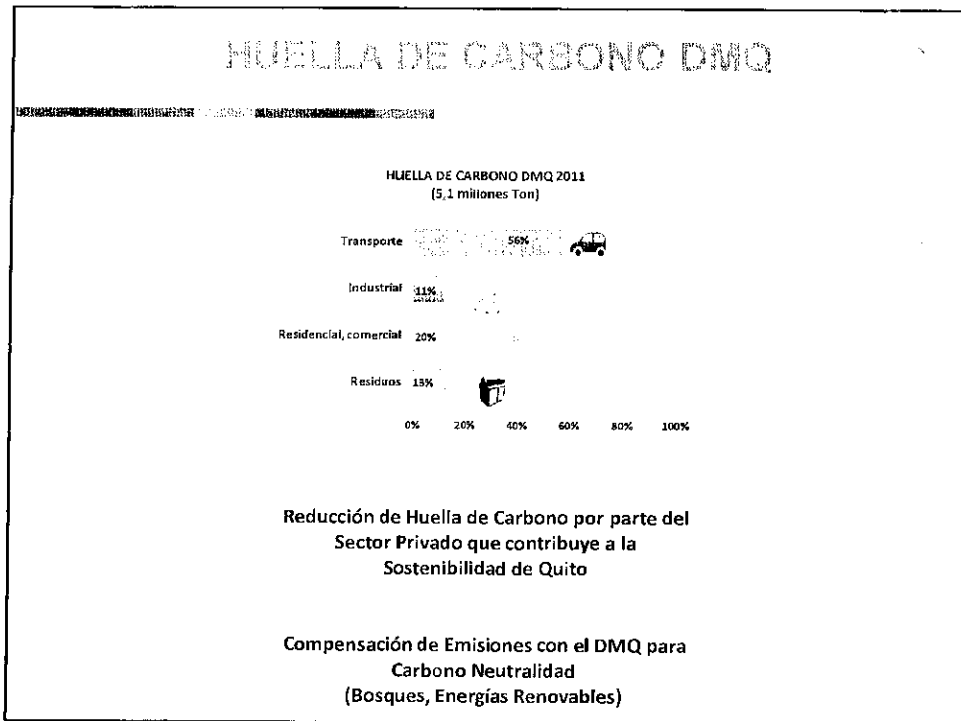 HUELLA DE CARBONO DMQ
HUELLA DE CARBONO DMQ 2011
(5,1 millones Ton)
Transporte 56%
Industrial 11%
Residencial, comercial 20%
Residuos 13%
0% 20% 40% 60% 80% 100%
Reducción de Huella de Carbono por parte del
Sector Privado que contribuye a la
Sostenibilidad de Quito
Compensación de Emisiones con el DMQ para
Carbono Neutralidad
(Bosques, Energías Renovables)